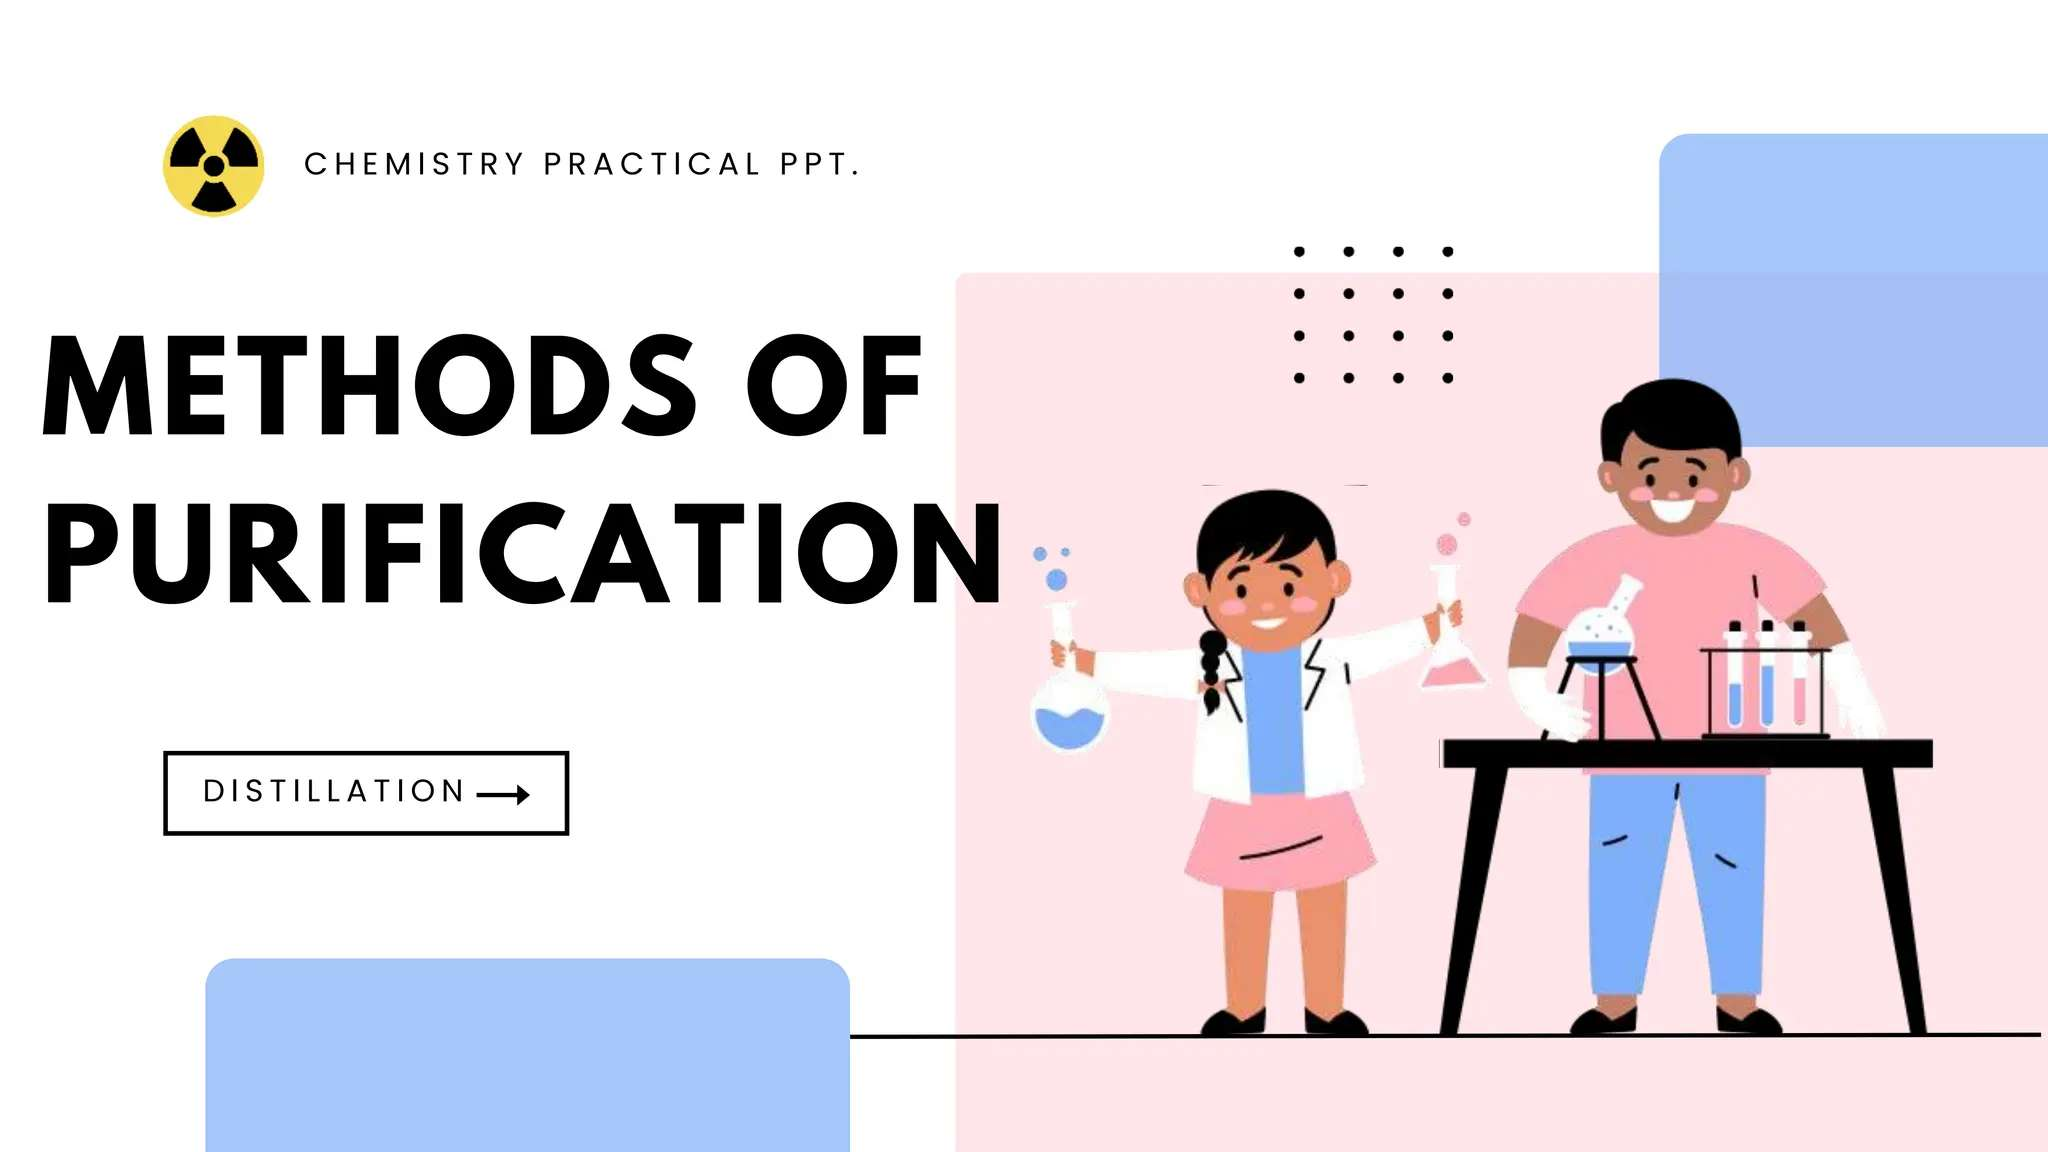 CHEMISTRY PRACTICAL PPT.
METHODS OF
PURIFICATION
DISTILLATION